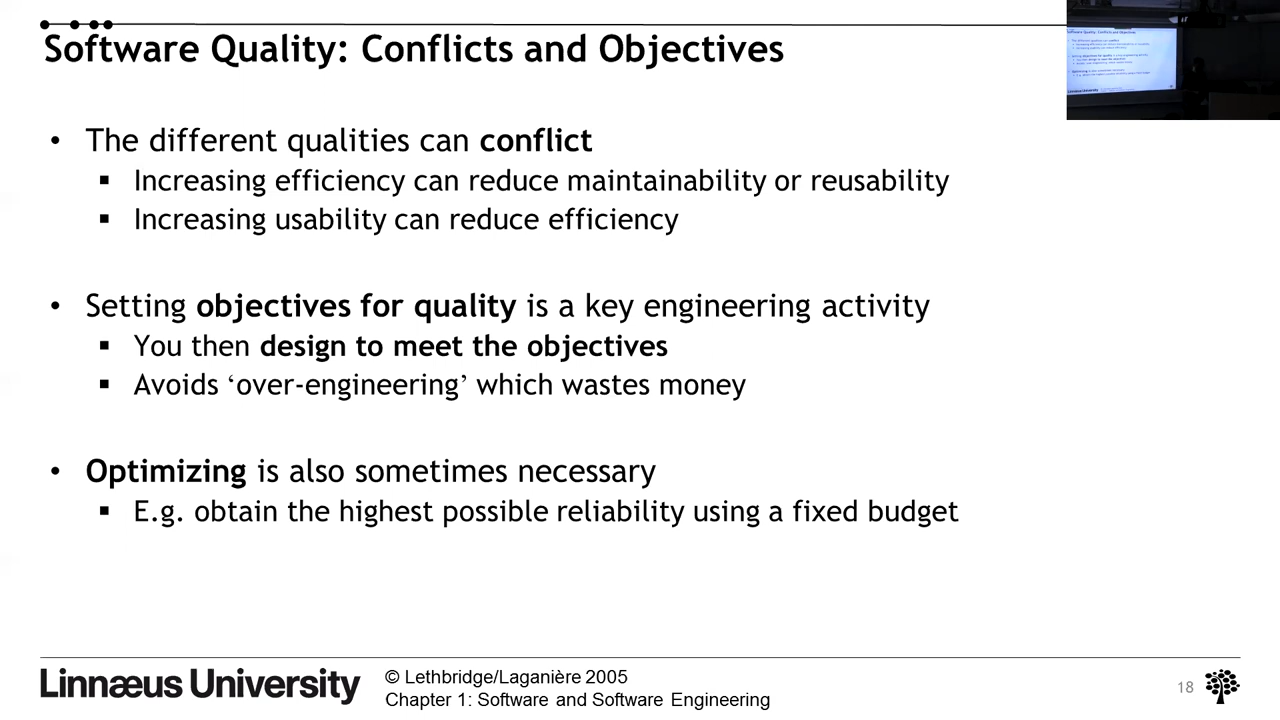 Software Quality: Conflicts and Objectives
• The different qualities can conflict
▪ Increasing efficiency can reduce maintainability or reusability
▪ Increasing usability can reduce efficiency
• Setting objectives for quality is a key engineering activity
▪ You then design to meet the objectives
▪ Avoids ‘over-engineering’ which wastes money
• Optimizing is also sometimes necessary
▪ E.g. obtain the highest possible reliability using a fixed budget
Linnæus University
© Lethbridge/Laganière 2005
Chapter 1: Software and Software Engineering
18